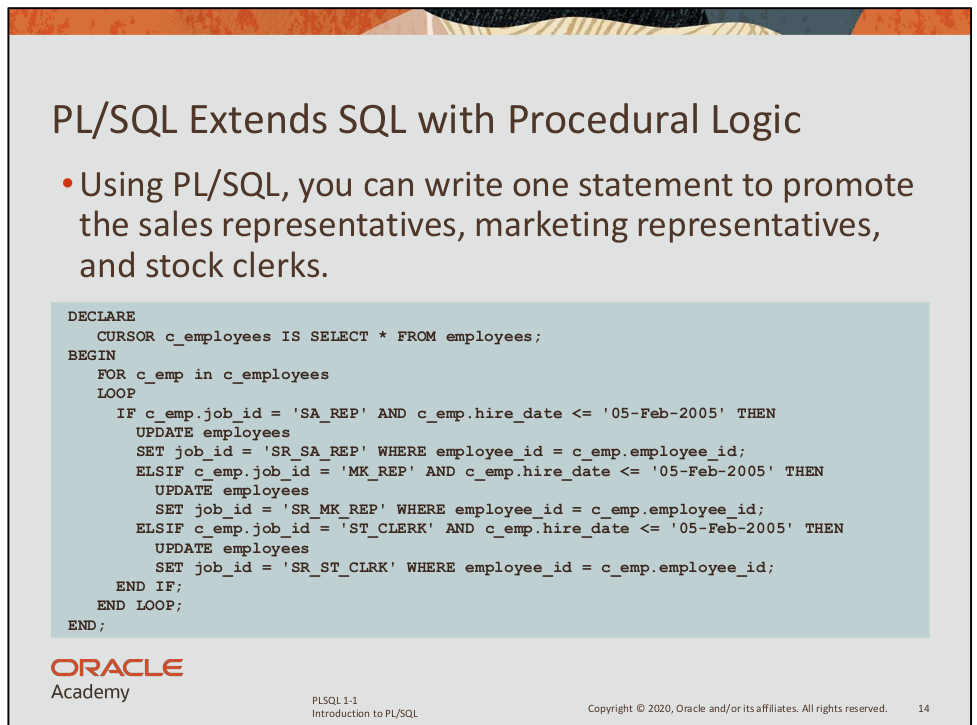 PL/SQL Extends SQL with Procedural Logic
• Using PL/SQL, you can write one statement to promote
the sales representatives, marketing representatives,
and stock clerks.
DECLARE
   CURSOR c_employees IS SELECT * FROM employees;
BEGIN
   FOR c_emp in c_employees
   LOOP
     IF c_emp.job_id = 'SA_REP' AND c_emp.hire_date <= '05-Feb-2005' THEN
       UPDATE employees
       SET job_id = 'SR_SA_REP' WHERE employee_id = c_emp.employee_id;
       ELSIF c_emp.job_id = 'MK_REP' AND c_emp.hire_date <= '05-Feb-2005' THEN
         UPDATE employees
         SET job_id = 'SR_MK_REP' WHERE employee_id = c_emp.employee_id;
       ELSIF c_emp.job_id = 'ST_CLERK' AND c_emp.hire_date <= '05-Feb-2005' THEN
         UPDATE employees
         SET job_id = 'SR_ST_CLRK' WHERE employee_id = c_emp.employee_id;
     END IF;
   END LOOP;
END;
ORACLE
Academy
PLSQL 1-1
Introduction to PL/SQL
Copyright © 2020, Oracle and/or its affiliates. All rights reserved.
14